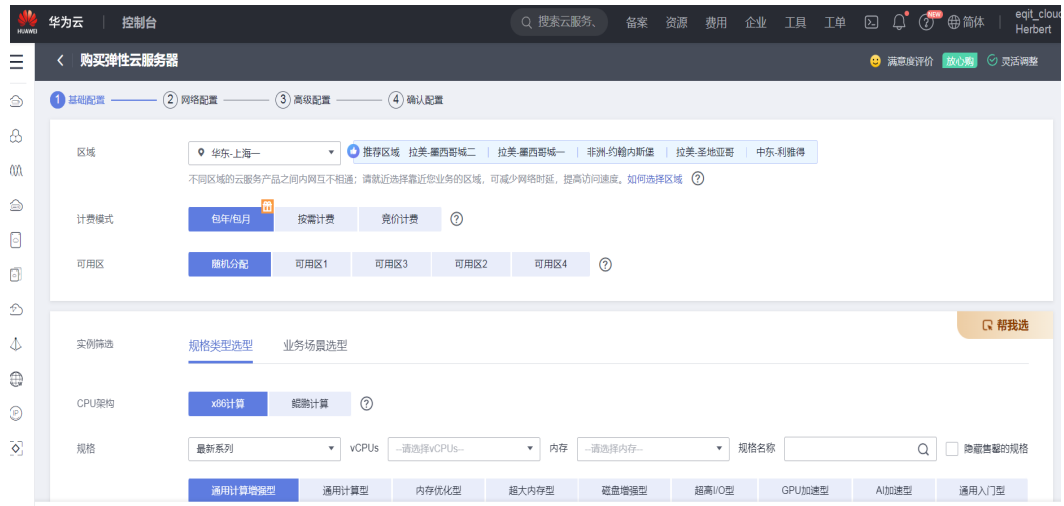 HUAWEI 华为云 控制台 搜索云服务、 备案 资源 费用 企业 工具 工单 NEW 简体 eqit_cloud
Herbert
购买弹性云服务器 满意度评价 放心购 灵活调整
1 基础配置 2 网络配置 3 高级配置 4 确认配置
区域 华东-上海一 推荐区域 拉美-墨西哥城二 拉美-墨西哥城一 非洲-约翰内斯堡 拉美-圣地亚哥 中东-利雅得
不同区域的云服务产品之间内网互不相通；请就近选择靠近您业务的区域，可减少网络时延，提高访问速度。如何选择区域 ?
计费模式 包年/包月 按需计费 竞价计费 ?
可用区 随机分配 可用区1 可用区3 可用区2 可用区4 ?
帮我选
实例筛选 规格类型选型 业务场景选型
CPU架构 x86计算 鲲鹏计算 ?
规格 最新系列 vCPUs --请选择vCPUs-- 内存 --请选择内存-- 规格名称 隐藏售罄的规格
通用计算增强型 通用计算型 内存优化型 超大内存型 磁盘增强型 超高I/O型 GPU加速型 AI加速型 通用入门型